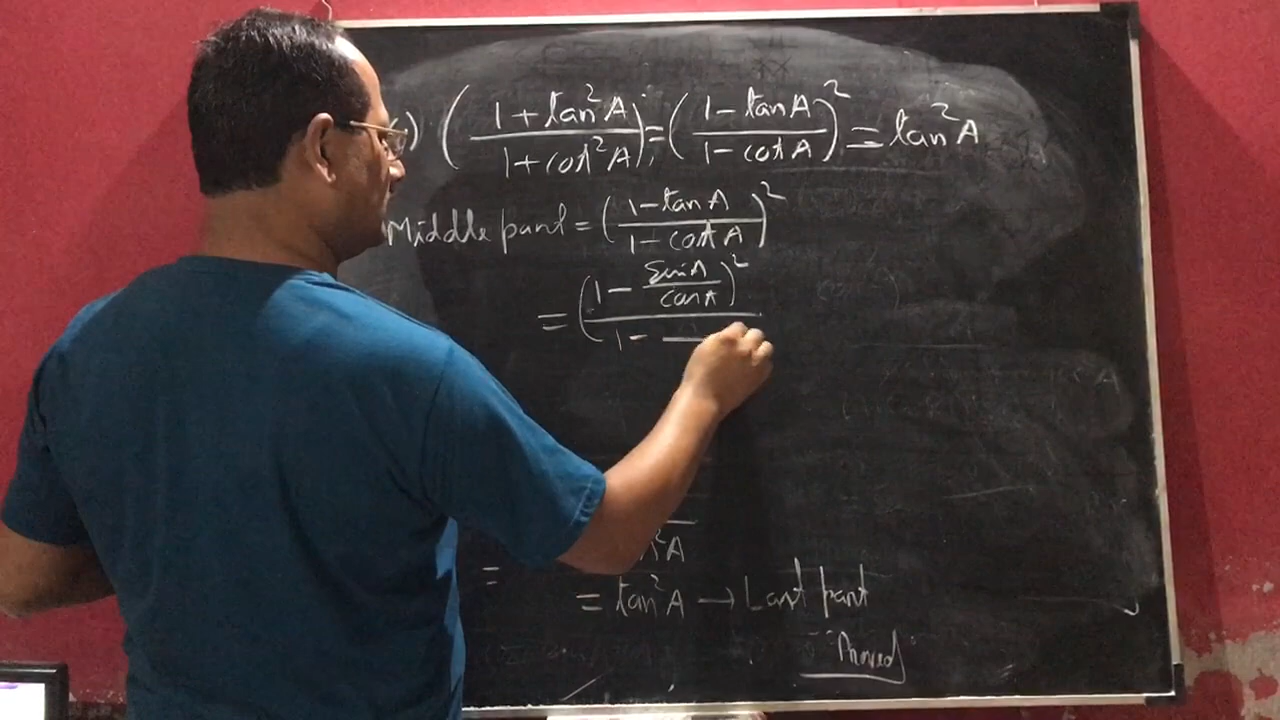 ) (1+tan²A / 1+cot²A) = (1-tanA / 1-cotA)² = tan²A
Middle part = (1-tanA / 1-cotA)²
= (1 - sinA/cosA)² / 1 -
²A
=
= tan²A → Last part
Proved